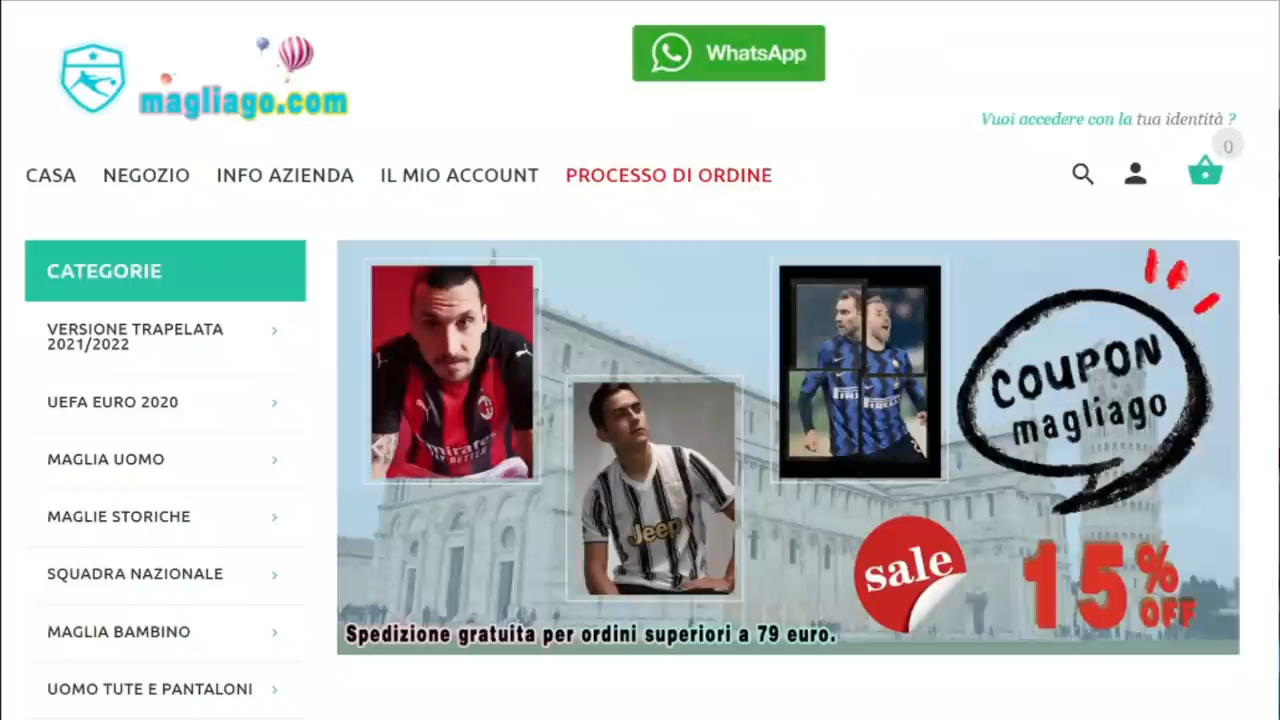 magliago.com
WhatsApp
Vuoi accedere con la tua identità ?
0
CASA NEGOZIO INFO AZIENDA IL MIO ACCOUNT PROCESSO DI ORDINE
CATEGORIE
VERSIONE TRAPELATA
2021/2022
UEFA EURO 2020
MAGLIA UOMO
MAGLIE STORICHE
SQUADRA NAZIONALE
MAGLIA BAMBINO
UOMO TUTE E PANTALONI
COUPON
magliago
Jeep
sale
15% OFF
Spedizione gratuita per ordini superiori a 79 euro.